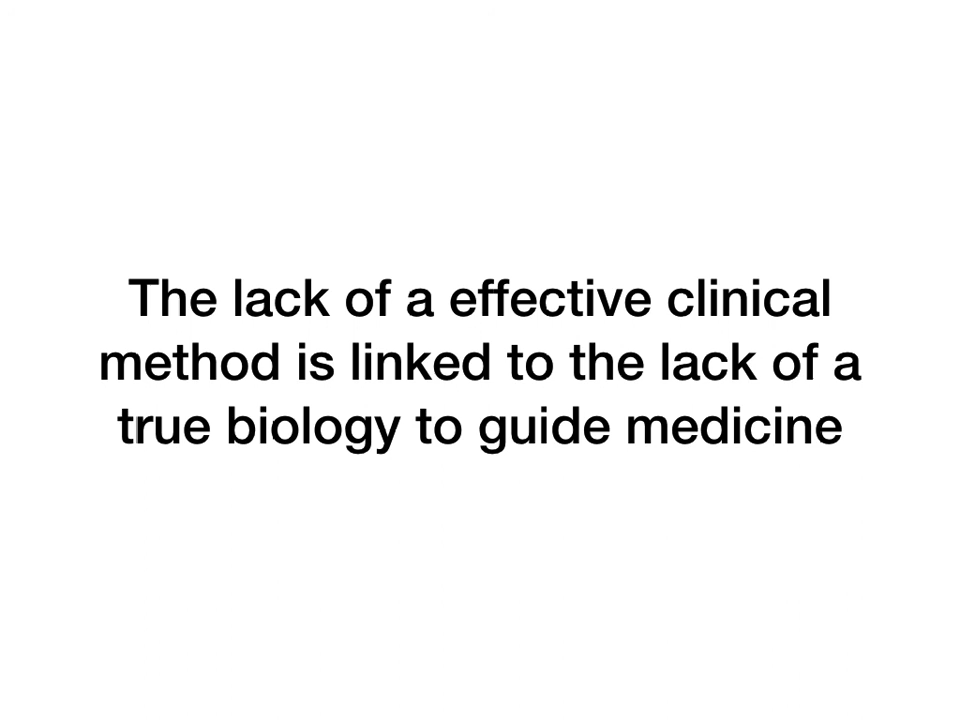 The lack of a effective clinical
method is linked to the lack of a
true biology to guide medicine